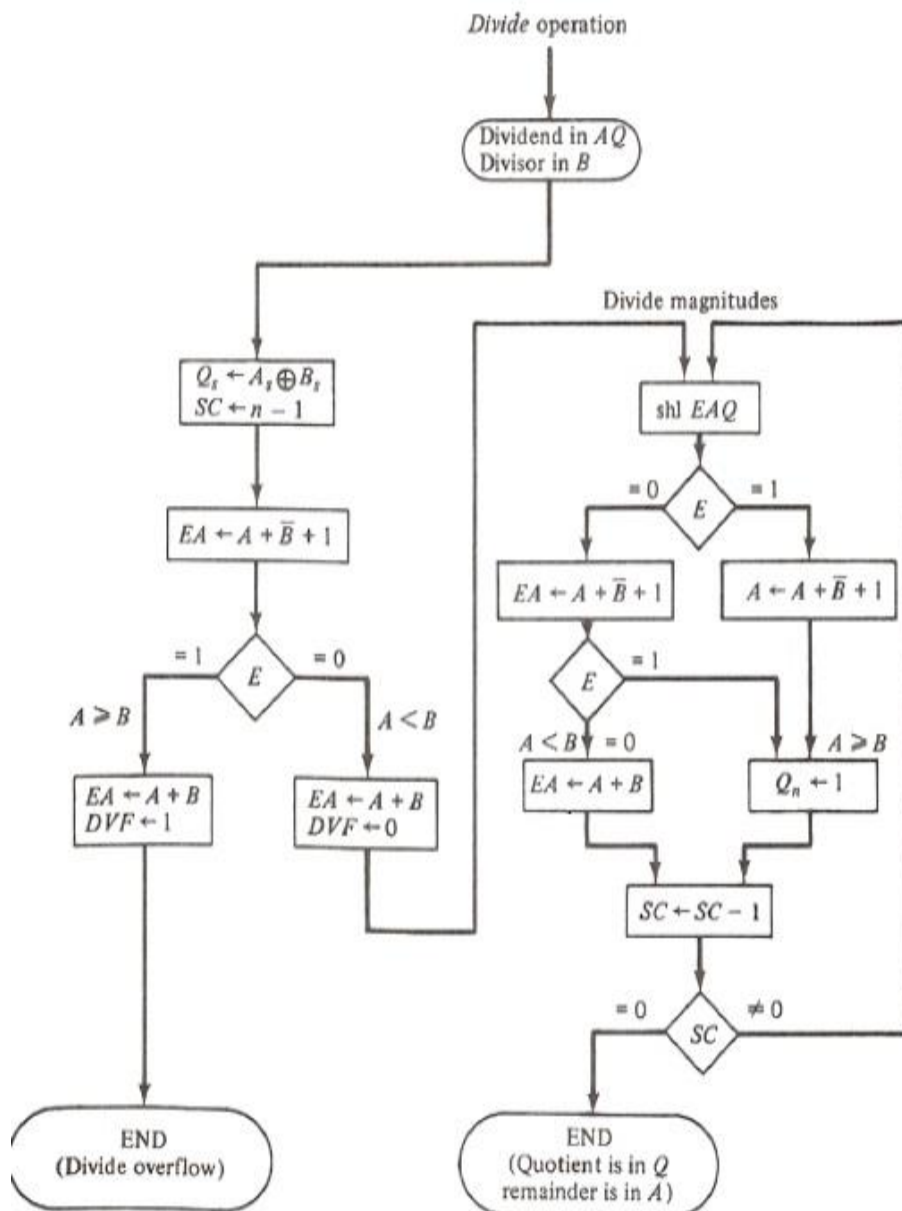 Divide operation
Dividend in AQ
Divisor in B
Qₛ ← Aₛ ⊕ Bₛ
SC ← n − 1
EA ← A + B̅ + 1
E
= 1
= 0
A ⩾ B
A < B
EA ← A + B
DVF ← 1
EA ← A + B
DVF ← 0
END
(Divide overflow)
Divide magnitudes
shl EAQ
= 0
= 1
E
EA ← A + B̅ + 1
A ← A + B̅ + 1
E
= 1
A < B
= 0
A ⩾ B
EA ← A + B
Qₙ ← 1
SC ← SC − 1
= 0
≠ 0
SC
END
(Quotient is in Q
remainder is in A)